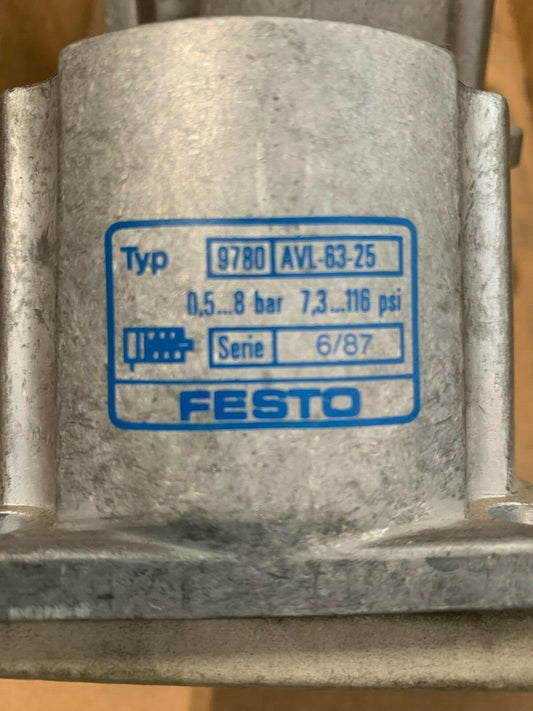 Typ 9780 AVL-63-25
0,5...8 bar 7,3...116 psi
Serie 6/87
FESTO